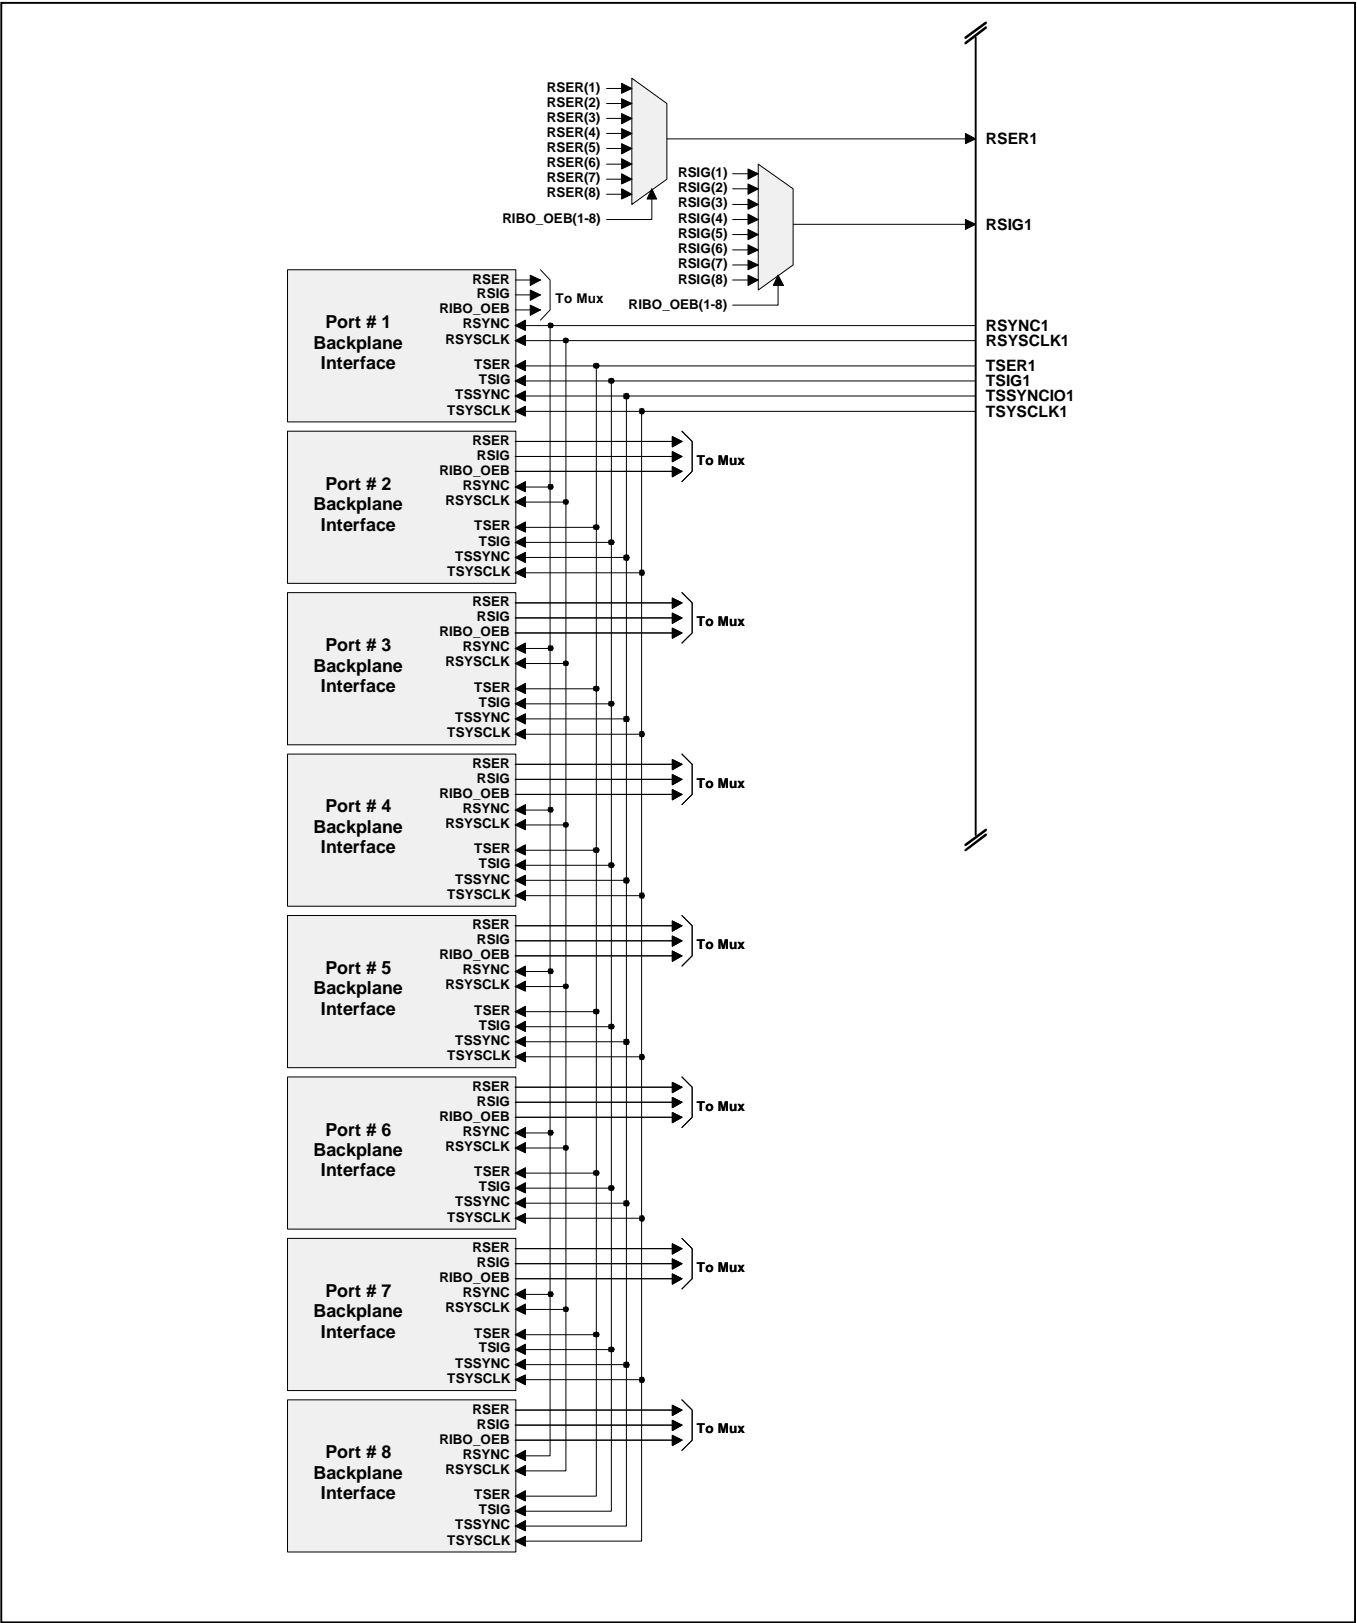 RSER(1)
RSER(2)
RSER(3)
RSER(4)
RSER(5)
RSER(6)
RSER(7)
RSER(8)
RIBO_OEB(1-8)
RSER1
RSIG(1)
RSIG(2)
RSIG(3)
RSIG(4)
RSIG(5)
RSIG(6)
RSIG(7)
RSIG(8)
RIBO_OEB(1-8)
RSIG1
Port # 1
Backplane
Interface
RSER
RSIG
RIBO_OEB
RSYNC
RSYSCLK
TSER
TSIG
TSSYNC
TSYSCLK
To Mux
RSYNC1
RSYSCLK1
TSER1
TSIG1
TSSYNCIO1
TSYSCLK1
Port # 2
Backplane
Interface
RSER
RSIG
RIBO_OEB
RSYNC
RSYSCLK
TSER
TSIG
TSSYNC
TSYSCLK
To Mux
Port # 3
Backplane
Interface
RSER
RSIG
RIBO_OEB
RSYNC
RSYSCLK
TSER
TSIG
TSSYNC
TSYSCLK
To Mux
Port # 4
Backplane
Interface
RSER
RSIG
RIBO_OEB
RSYNC
RSYSCLK
TSER
TSIG
TSSYNC
TSYSCLK
To Mux
Port # 5
Backplane
Interface
RSER
RSIG
RIBO_OEB
RSYNC
RSYSCLK
TSER
TSIG
TSSYNC
TSYSCLK
To Mux
Port # 6
Backplane
Interface
RSER
RSIG
RIBO_OEB
RSYNC
RSYSCLK
TSER
TSIG
TSSYNC
TSYSCLK
To Mux
Port # 7
Backplane
Interface
RSER
RSIG
RIBO_OEB
RSYNC
RSYSCLK
TSER
TSIG
TSSYNC
TSYSCLK
To Mux
Port # 8
Backplane
Interface
RSER
RSIG
RIBO_OEB
RSYNC
RSYSCLK
TSER
TSIG
TSSYNC
TSYSCLK
To Mux